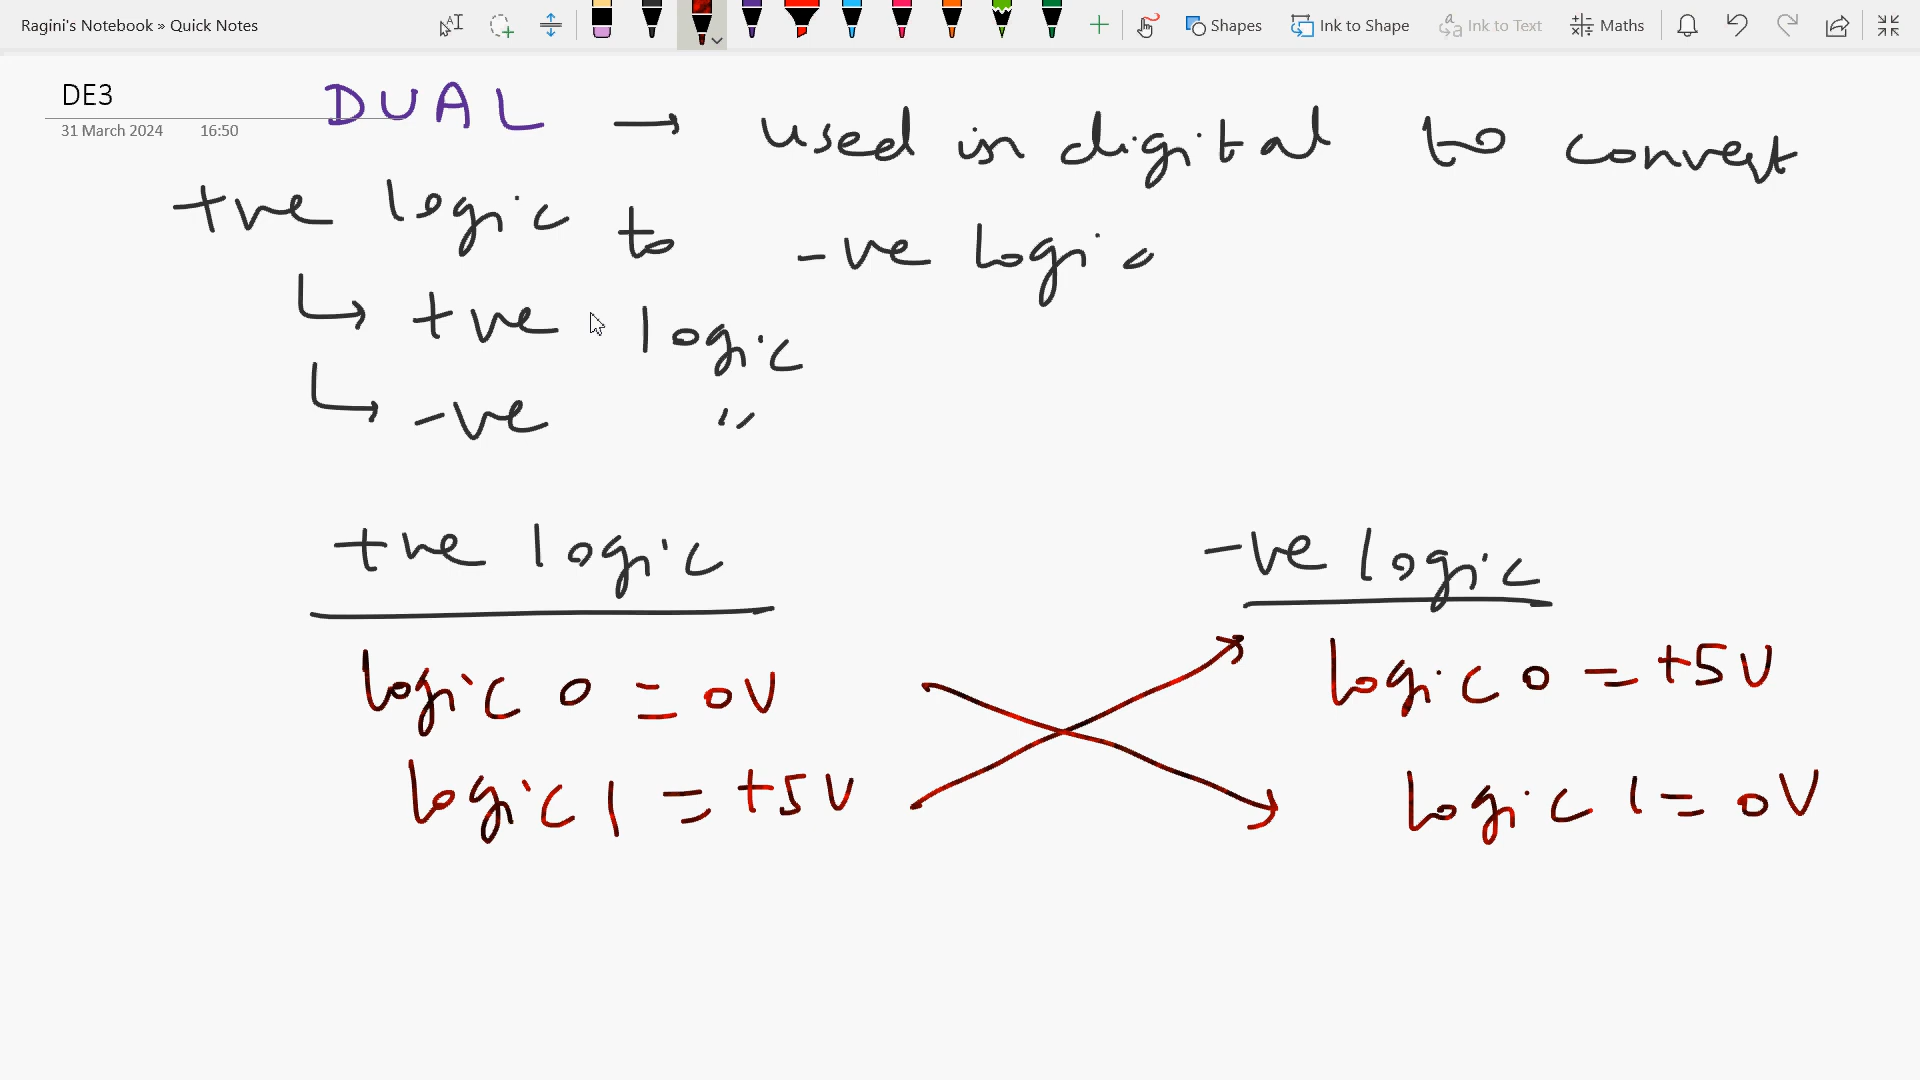 Ragini's Notebook » Quick Notes
Shapes Ink to Shape Ink to Text Maths
DE3
31 March 2024 16:50
DUAL → used in digital to convert
+ve logic to -ve logic
↳ +ve logic
↳ -ve "
+ve logic -ve logic
logic 0 = 0V logic 0 = +5V
logic 1 = +5V logic 1 = 0V